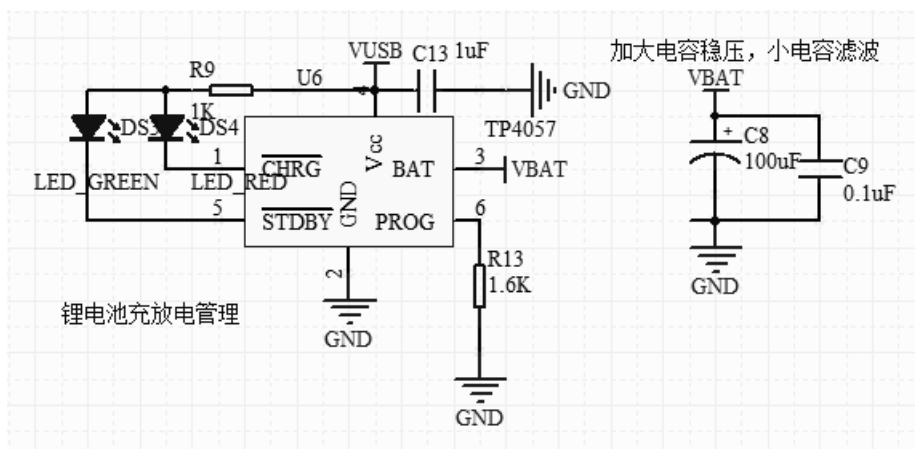 加大电容稳压，小电容滤波
VUSB
C13
1uF
VBAT
R9
U6
4
GND
1K
DS3
DS4
TP4057
+
C8
100uF
1
CHRG
Vcc
BAT
3
VBAT
C9
0.1uF
LED_GREEN
LED_RED
5
STDBY
GND
PROG
6
2
R13
1.6K
GND
锂电池充放电管理
GND
GND